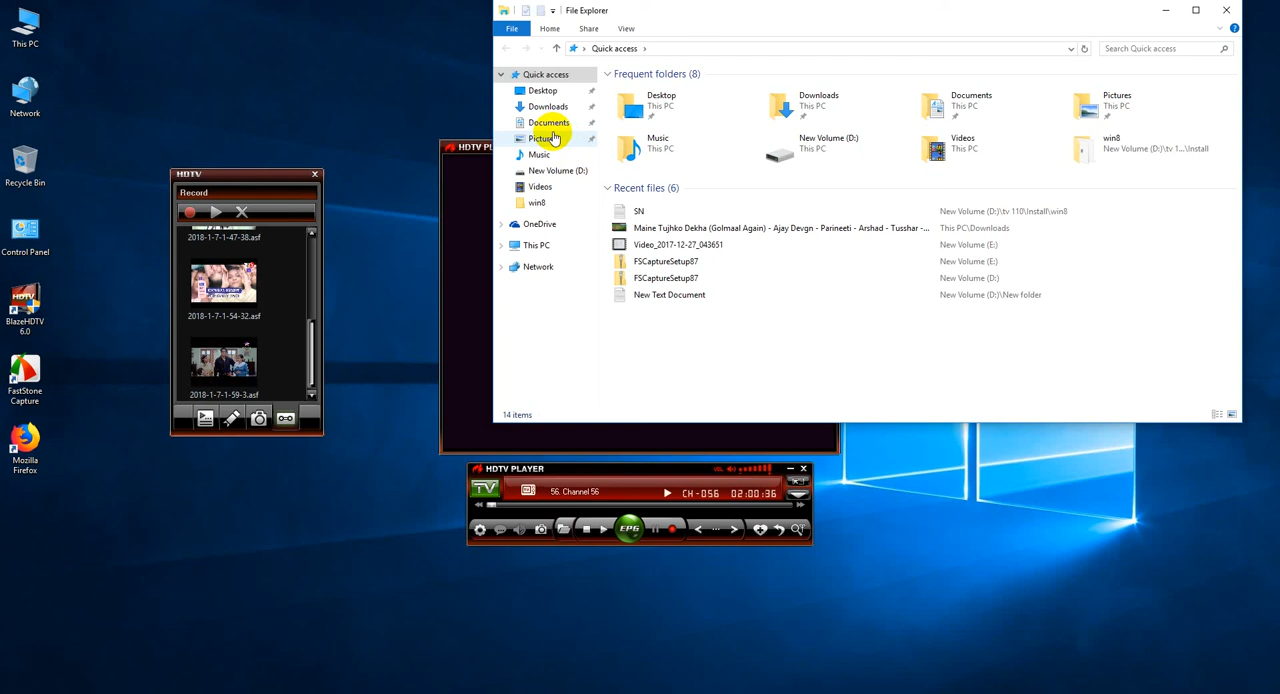 This PC
Network
Recycle Bin
Control Panel
BlazeHDTV
6.0
FastStone
Capture
Mozilla
Firefox
HDTV
Record
2018-1-7-1-47-38.asf
2018-1-7-1-54-32.asf
2018-1-7-1-59-3.asf
HDTV PL
File Explorer
File Home Share View
Quick access
Search Quick access
Quick access
Desktop
Downloads
Documents
Pictures
Music
New Volume (D:)
Videos
win8
OneDrive
This PC
Network
Frequent folders (8)
Desktop
This PC
Downloads
This PC
Documents
This PC
Pictures
This PC
Music
This PC
New Volume (D:)
This PC
Videos
This PC
win8
New Volume (D:)\tv 1...\Install
Recent files (6)
SN New Volume (D:)\tv 110\Install\win8
Maine Tujhko Dekha (Golmaal Again) - Ajay Devgn - Parineeti - Arshad - Tusshar -... This PC\Downloads
Video_2017-12-27_043651 New Volume (E:)
FSCaptureSetup87 New Volume (E:)
FSCaptureSetup87 New Volume (D:)
New Text Document New Volume (D:)\New folder
14 items
HDTV PLAYER VOL
TV 56. Channel 56 CH-056 02:00:36
EPG